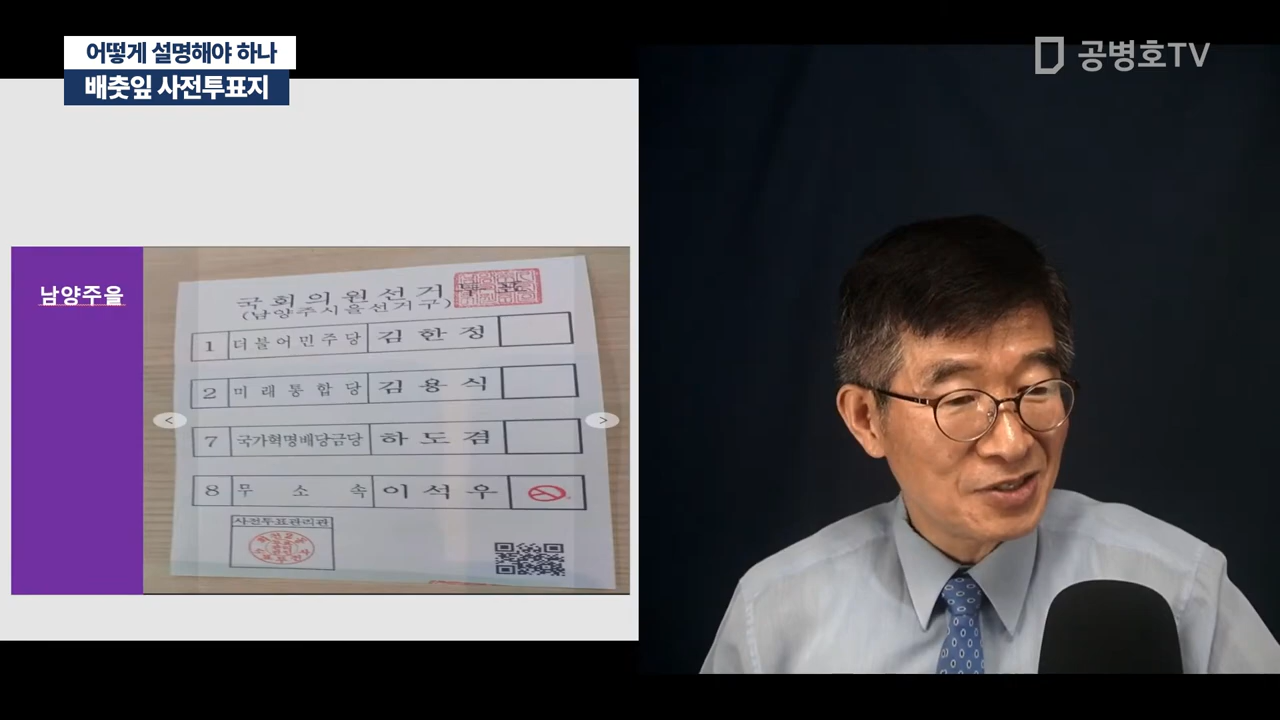 어떻게 설명해야 하나
배춧잎 사전투표지
공병호TV
남양주을
국회의원선거
(남양주시을선거구)
1 더불어민주당 김한정
2 미래통합당 김용식
7 국가혁명배당금당 하도겸
8 무소속 이석우
사전투표관리관